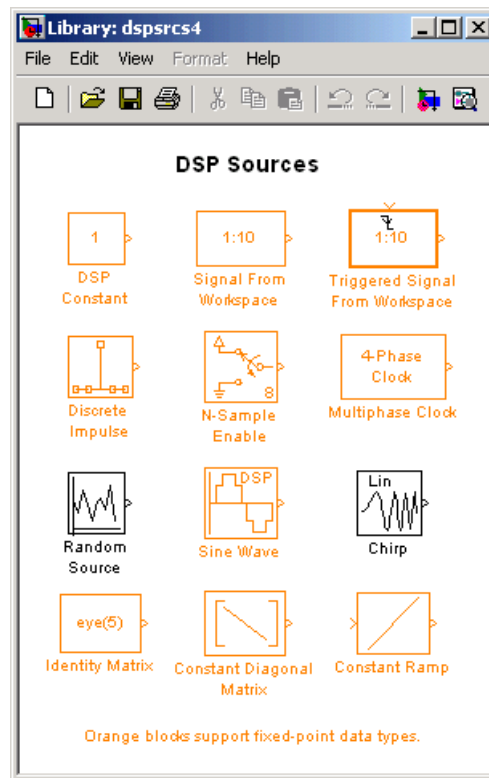 Library: dspsrcs4
File Edit View Format Help
DSP Sources
1
DSP
Constant
1:10
Signal From
Workspace
1:10
Triggered Signal
From Workspace
Discrete
Impulse
8
N-Sample
Enable
4-Phase
Clock
Multiphase Clock
Random
Source
DSP
Sine Wave
Lin
Chirp
eye(5)
Identity Matrix
Constant Diagonal
Matrix
Constant Ramp
Orange blocks support fixed-point data types.